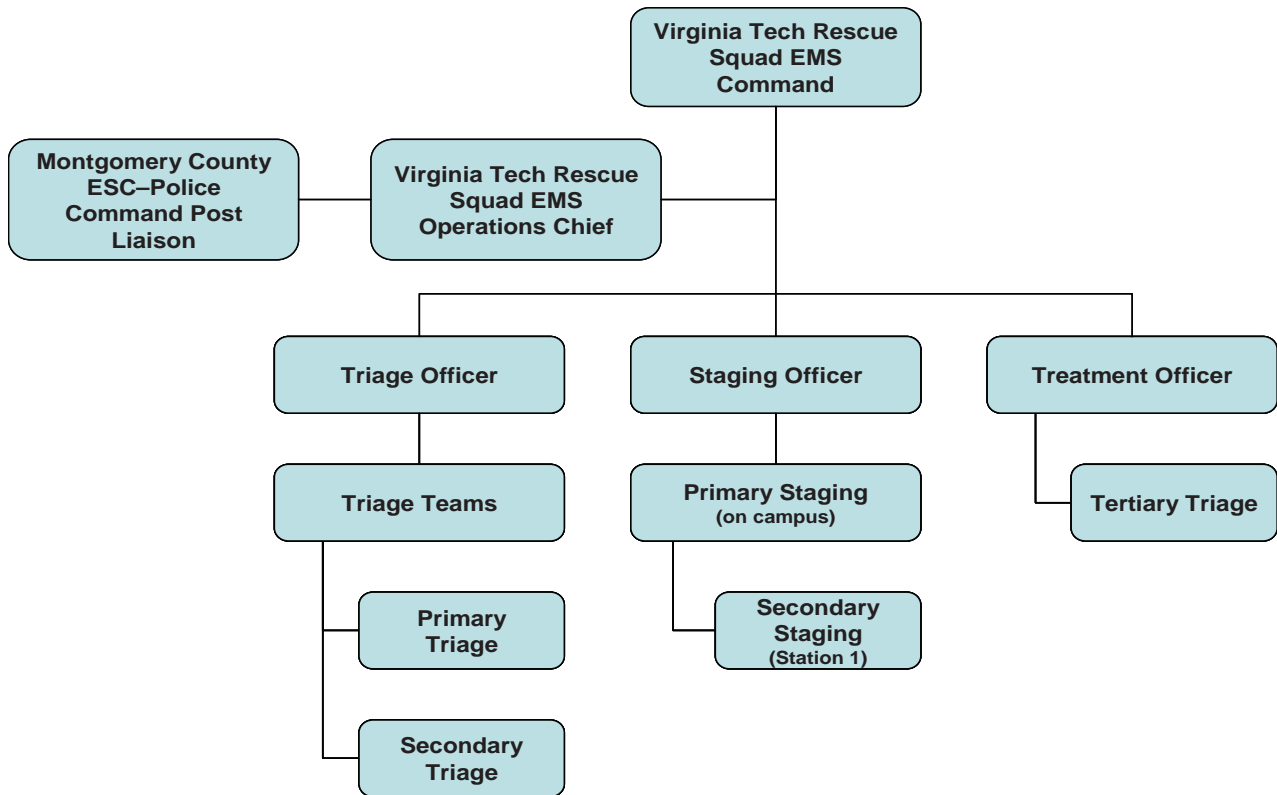 Virginia Tech Rescue
Squad EMS
Command
Montgomery County
ESC–Police
Command Post
Liaison
Virginia Tech Rescue
Squad EMS
Operations Chief
Triage Officer
Staging Officer
Treatment Officer
Triage Teams
Primary Staging
(on campus)
Tertiary Triage
Primary
Triage
Secondary
Staging
(Station 1)
Secondary
Triage